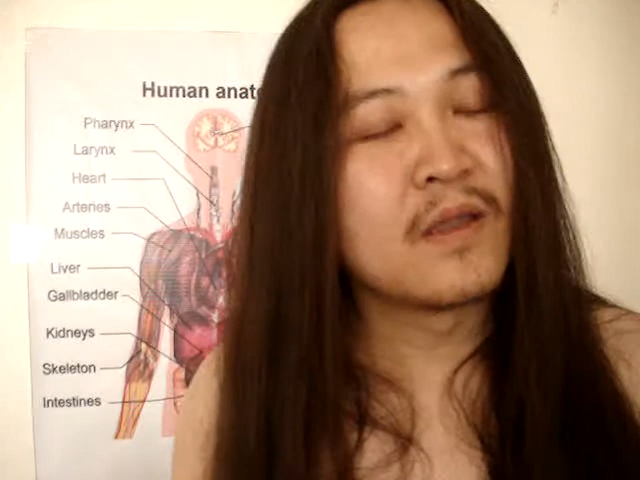 Human anat
Pharynx
Larynx
Heart
Arteries
Muscles
Liver
Gallbladder
Kidneys
Skeleton
Intestines